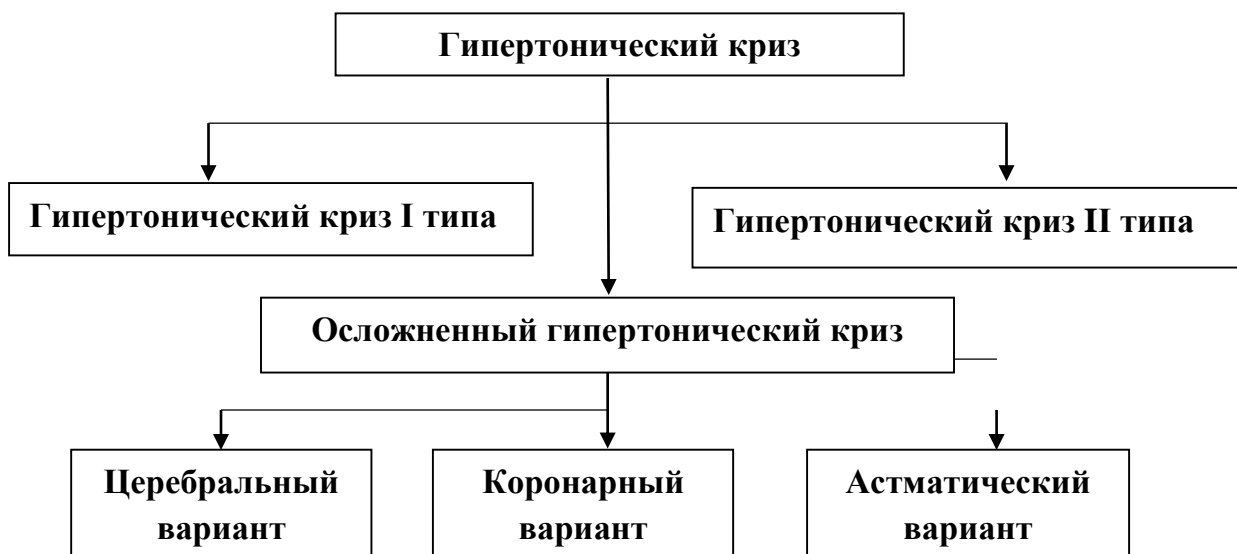 Гипертонический криз
Гипертонический криз I типа
Гипертонический криз II типа
Осложненный гипертонический криз
Церебральный
вариант
Коронарный
вариант
Астматический
вариант